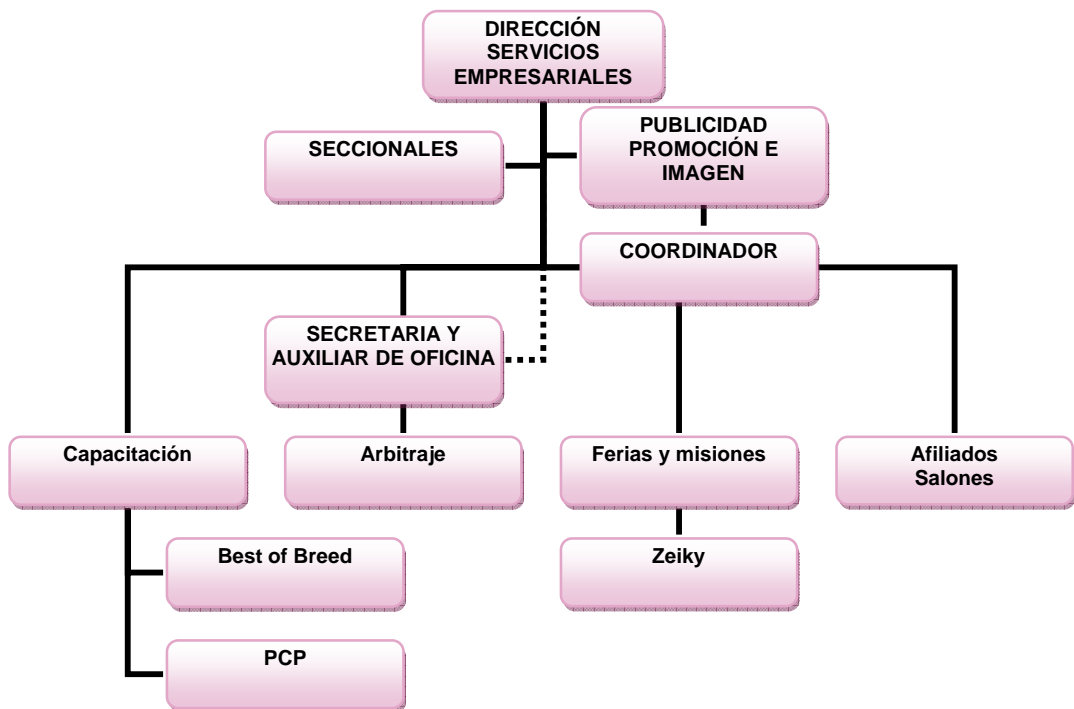 DIRECCIÓN
SERVICIOS
EMPRESARIALES
SECCIONALES
PUBLICIDAD
PROMOCIÓN E
IMAGEN
COORDINADOR
SECRETARIA Y
AUXILIAR DE OFICINA
Capacitación
Arbitraje
Ferias y misiones
Afiliados
Salones
Best of Breed
Zeiky
PCP